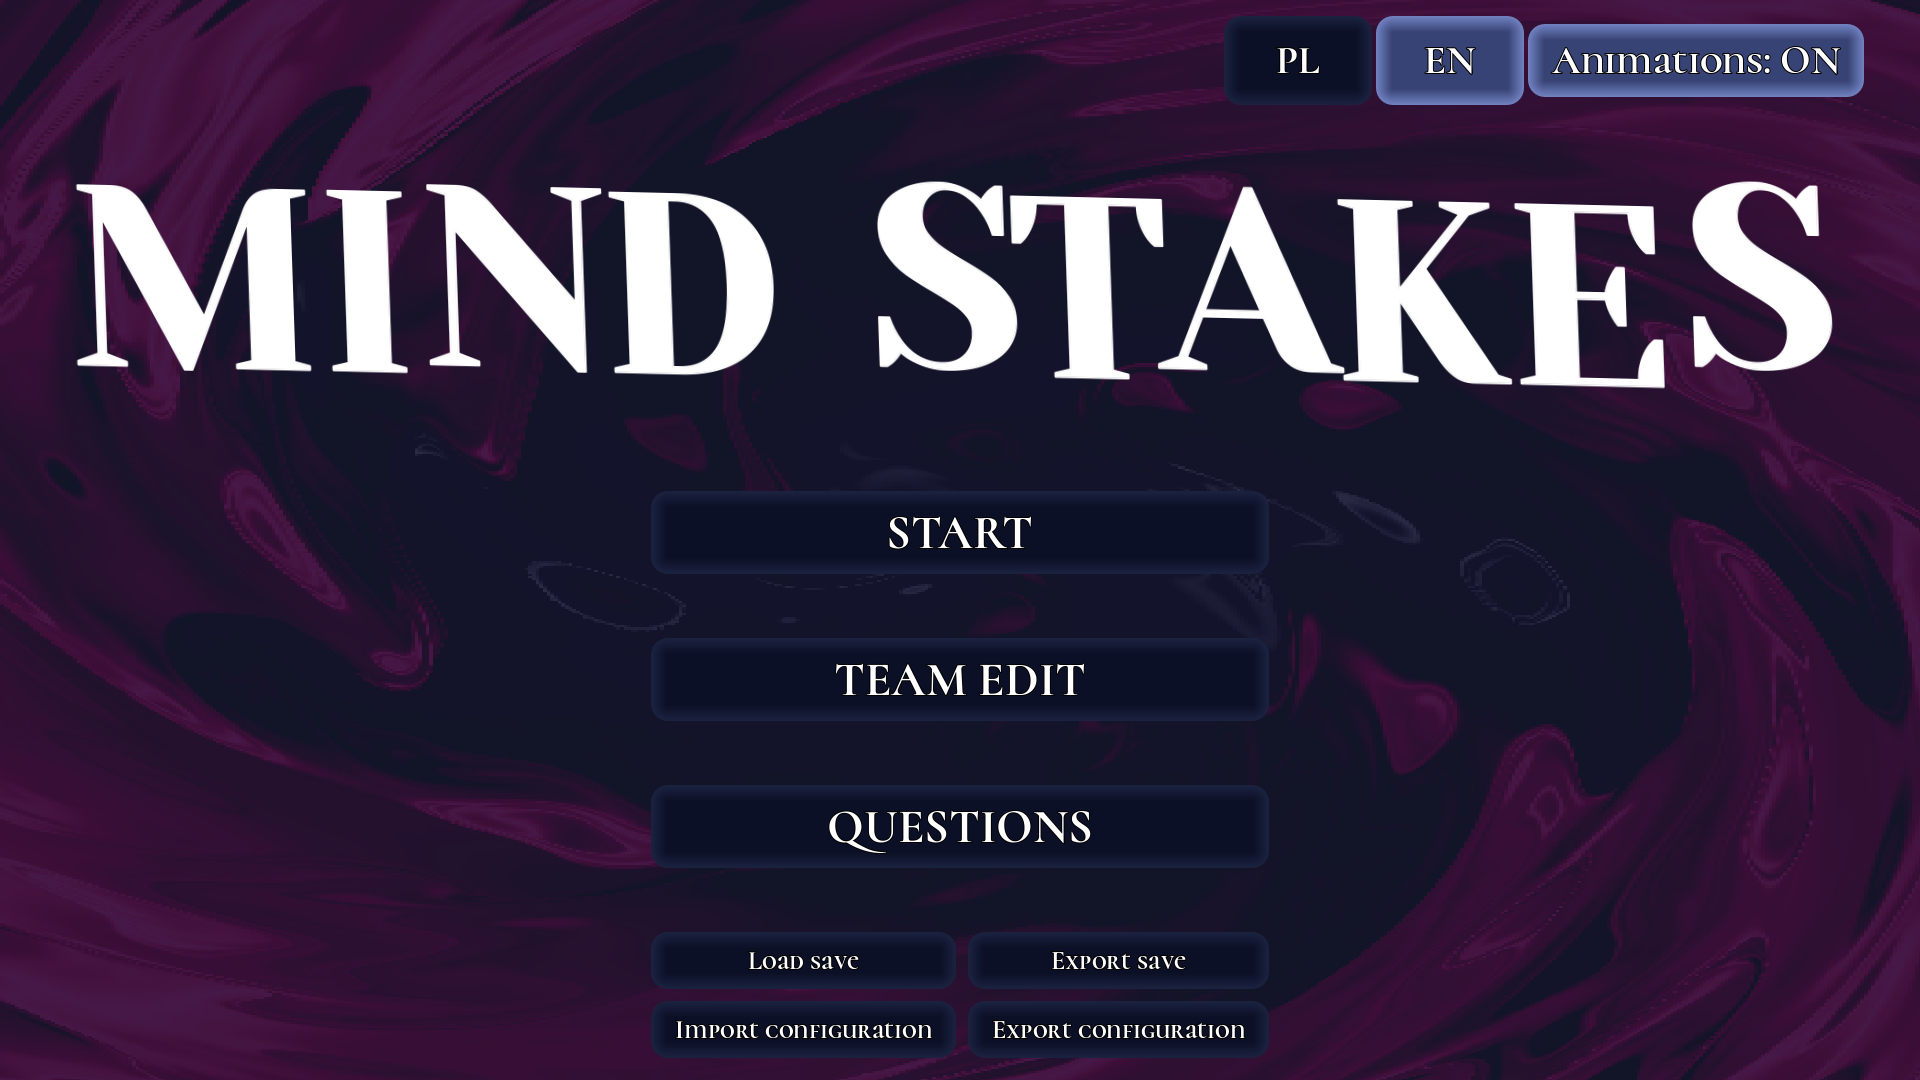 PL EN Animations: ON
MIND STAKES
START
TEAM EDIT
QUESTIONS
Load save Export save
Import configuration Export configuration